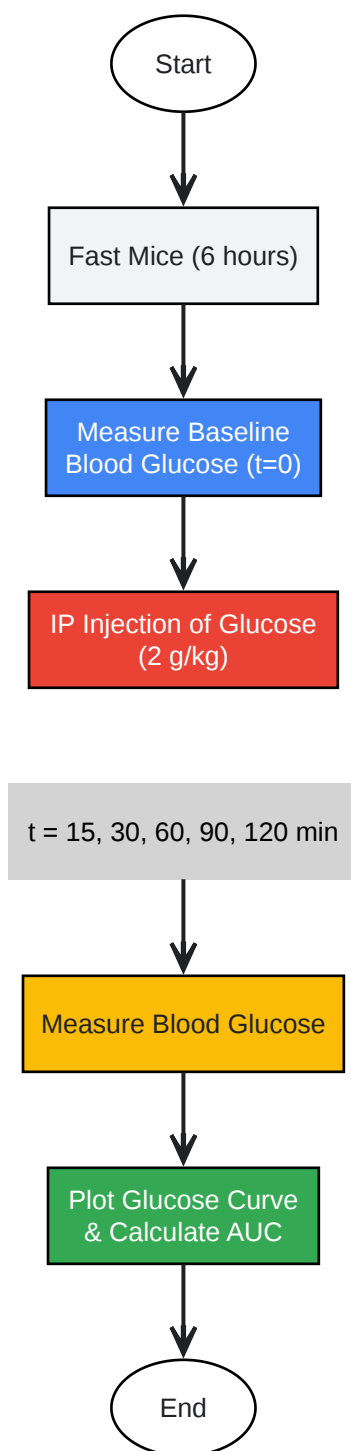 Start
Fast Mice (6 hours)
Measure Baseline
Blood Glucose (t=0)
IP Injection of Glucose
(2 g/kg)
t = 15, 30, 60, 90, 120 min
Measure Blood Glucose
Plot Glucose Curve
& Calculate AUC
End